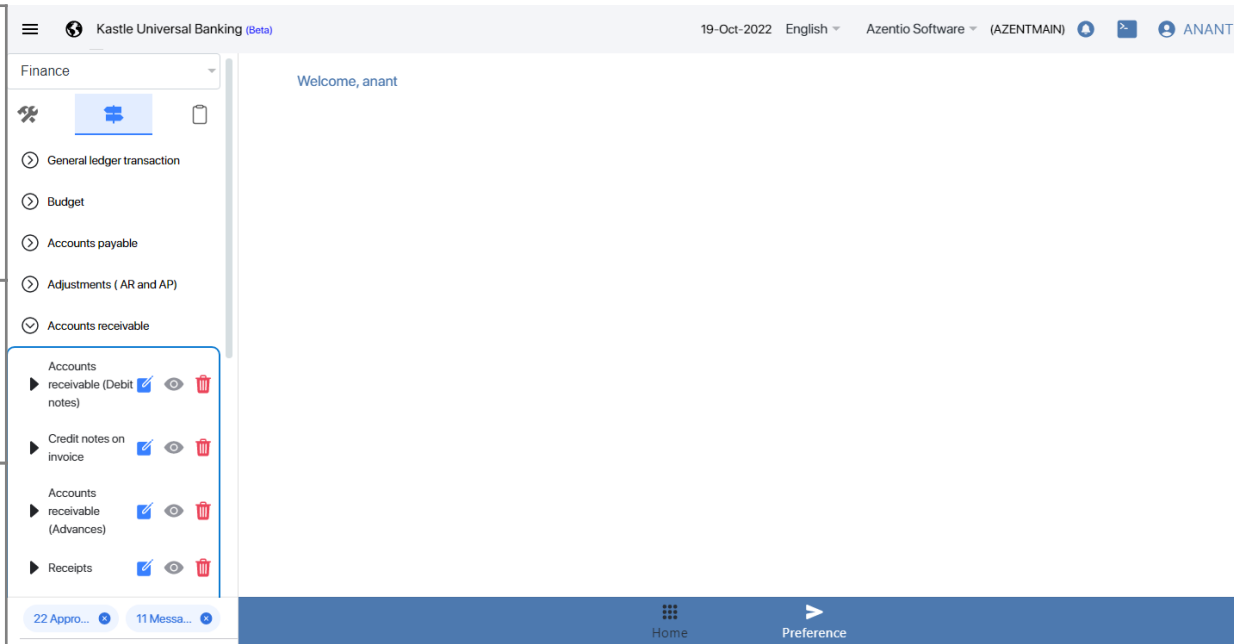 Kastle Universal Banking (Beta)
19-Oct-2022 English Azentio Software (AZENTMAIN) ANANT
Finance
Welcome, anant
General ledger transaction
Budget
Accounts payable
Adjustments ( AR and AP)
Accounts receivable
Accounts
receivable (Debit
notes)
Credit notes on
invoice
Accounts
receivable
(Advances)
Receipts
22 Appro...
11 Messa...
Home
Preference